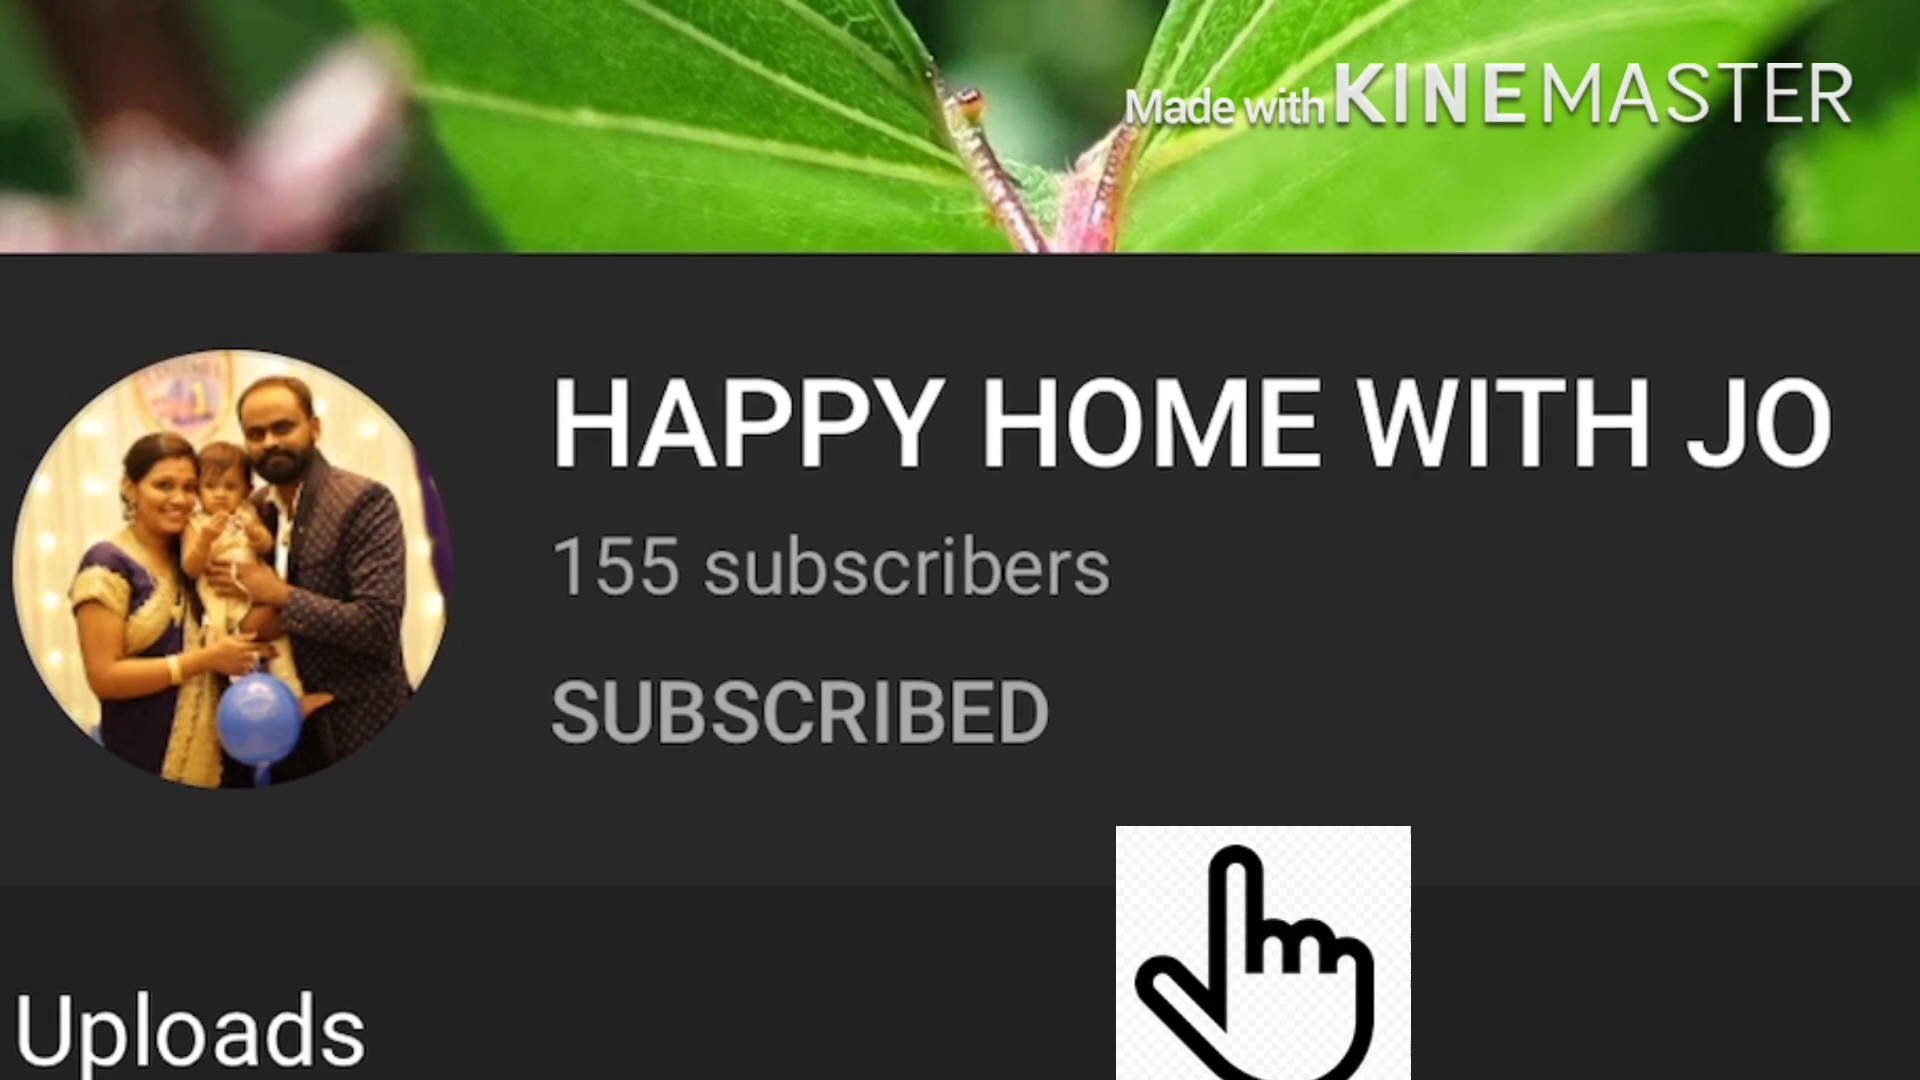 Made with KINEMASTER
HAPPY HOME WITH JO
155 subscribers
SUBSCRIBED
Uploads